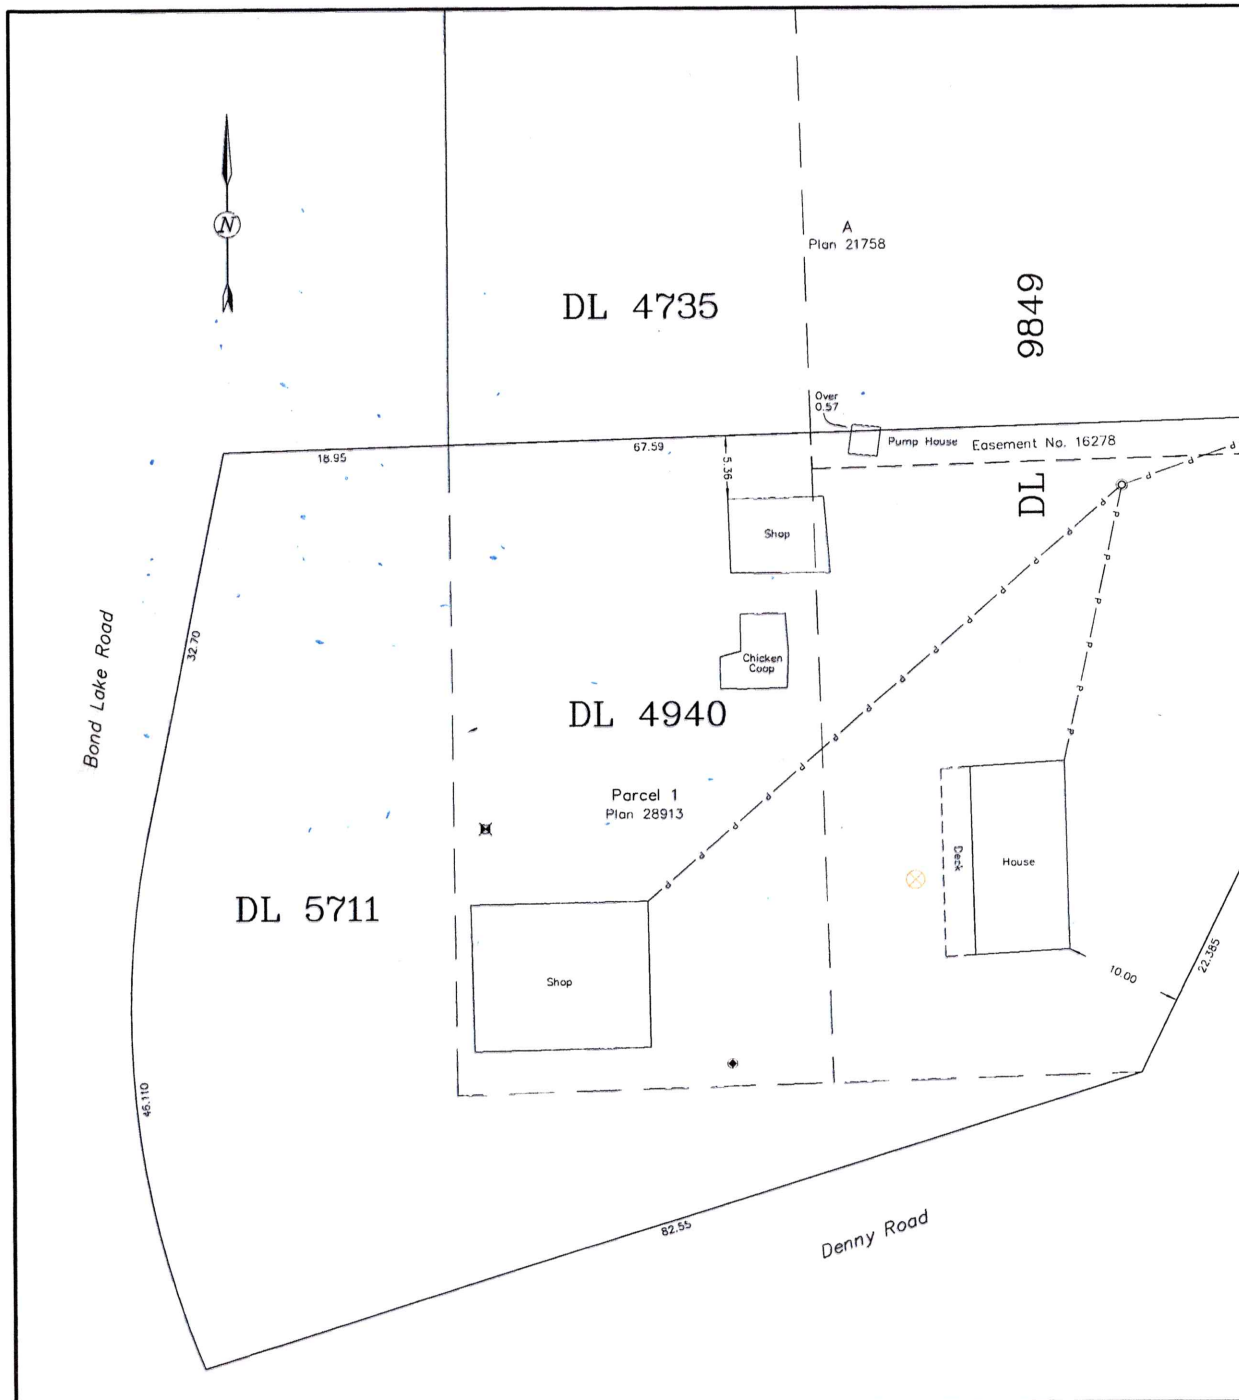 N
A
Plan 21758
DL 4735
DL 9849
Over
0.57
Pump House
Easement No. 16278
18.95
67.59
5.36
Shop
Chicken
Coop
32.70
Bond Lake Road
DL 4940
Parcel 1
Plan 28913
Deck
House
DL 5711
Shop
10.00
22.385
46.110
82.55
Denny Road
P P P P P P P P P P P P P P
P P P P P P
P P P